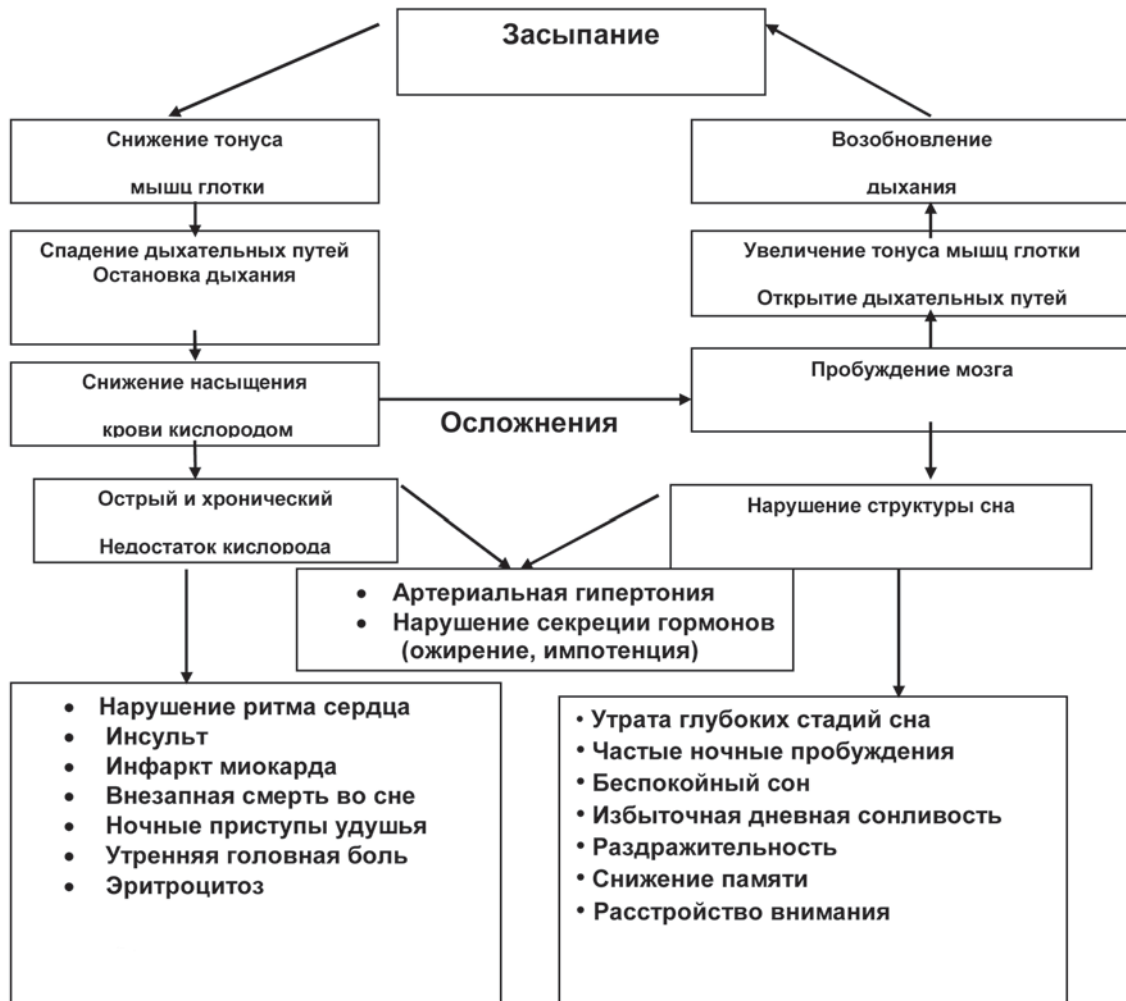 Засыпание
Снижение тонуса
мышц глотки
Возобновление
дыхания
Спадение дыхательных путей
Остановка дыхания
Увеличение тонуса мышц глотки
Открытие дыхательных путей
Снижение насыщения
крови кислородом
Осложнения
Пробуждение мозга
Острый и хронический
Недостаток кислорода
Нарушение структуры сна
• Артериальная гипертония
• Нарушение секреции гормонов
(ожирение, импотенция)
• Нарушение ритма сердца
• Инсульт
• Инфаркт миокарда
• Внезапная смерть во сне
• Ночные приступы удушья
• Утренняя головная боль
• Эритроцитоз
• Утрата глубоких стадий сна
• Частые ночные пробуждения
• Беспокойный сон
• Избыточная дневная сонливость
• Раздражительность
• Снижение памяти
• Расстройство внимания